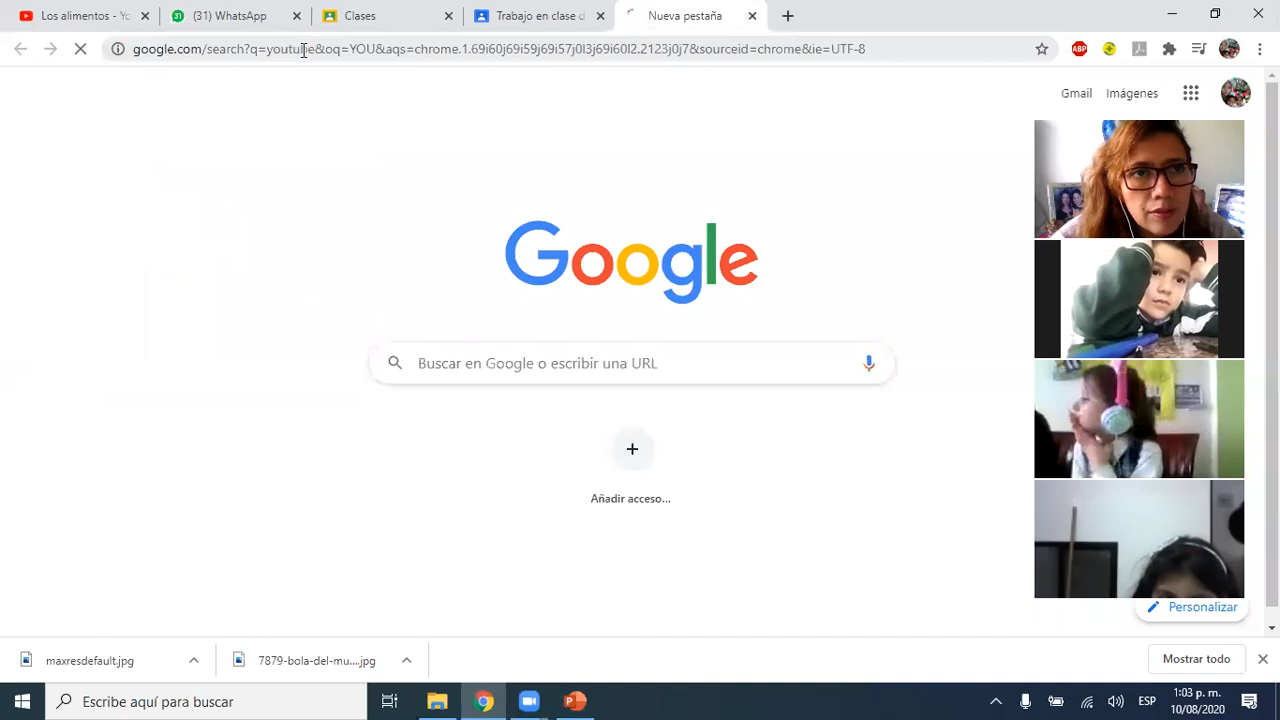 Los alimentos - Yo
(31) WhatsApp
Clases
Trabajo en clase d
Nueva pestaña
google.com/search?q=youtube&oq=YOU&aqs=chrome.1.69i60j69i59j69i57j0l3j69i60l2.2123j0j7&sourceid=chrome&ie=UTF-8
ABP
Gmail Imágenes
Google
Buscar en Google o escribir una URL
Añadir acceso...
Personalizar
maxresdefault.jpg
7879-bola-del-mu....jpg
Mostrar todo
Escribe aquí para buscar
ESP
1:03 p. m.
10/08/2020